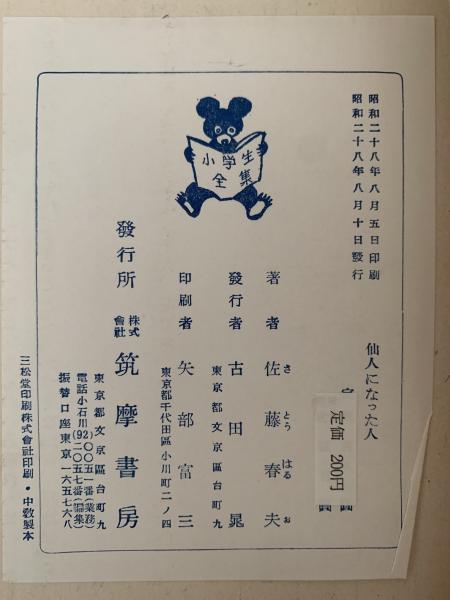 昭和二十八年八月五日印刷
昭和二十八年八月十日發行
仙人になった人
定価 200円
著者 佐藤春夫
さとうはるお
發行者 古田晁
東京都文京區台町九
印刷者 矢部富三
東京都千代田區小川町二ノ四
發行所 株式會社 筑摩書房
東京都文京區台町九
電話小石川(92)〇〇五一番(業務)
(92)二〇五七番(編集)
振替口座東京一六五七六八
三松堂印刷株式會社印刷・中敎製本
小学生
全集